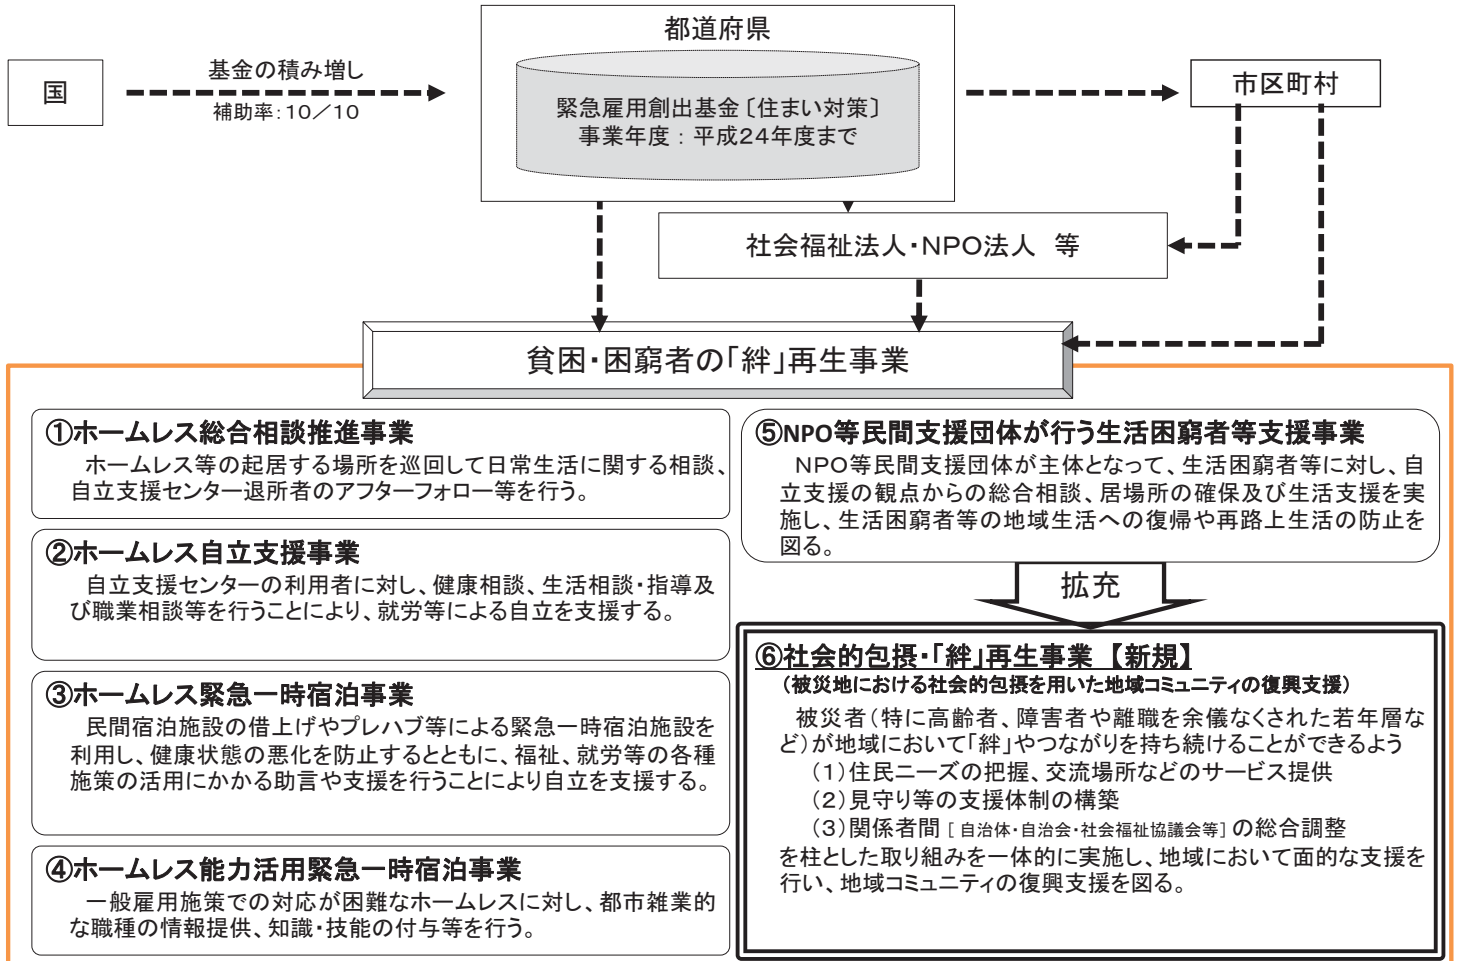 都道府県
国
基金の積み増し
補助率：10／10
緊急雇用創出基金〔住まい対策〕
事業年度：平成24年度まで
市区町村
社会福祉法人・NPO法人　等
貧困・困窮者の「絆」再生事業
①ホームレス総合相談推進事業
ホームレス等の起居する場所を巡回して日常生活に関する相談、
自立支援センター退所者のアフターフォロー等を行う。
②ホームレス自立支援事業
自立支援センターの利用者に対し、健康相談、生活相談・指導及
び職業相談等を行うことにより、就労等による自立を支援する。
③ホームレス緊急一時宿泊事業
民間宿泊施設の借上げやプレハブ等による緊急一時宿泊施設を
利用し、健康状態の悪化を防止するとともに、福祉、就労等の各種
施策の活用にかかる助言や支援を行うことにより自立を支援する。
④ホームレス能力活用緊急一時宿泊事業
一般雇用施策での対応が困難なホームレスに対し、都市雑業的
な職種の情報提供、知識・技能の付与等を行う。
⑤NPO等民間支援団体が行う生活困窮者等支援事業
NPO等民間支援団体が主体となって、生活困窮者等に対し、自
立支援の観点からの総合相談、居場所の確保及び生活支援を実
施し、生活困窮者等の地域生活への復帰や再路上生活の防止を
図る。
拡充
⑥社会的包摂・「絆」再生事業 【新規】
（被災地における社会的包摂を用いた地域コミュニティの復興支援）
被災者（特に高齢者、障害者や離職を余儀なくされた若年層な
ど）が地域において「絆」やつながりを持ち続けることができるよう
（１）住民ニーズの把握、交流場所などのサービス提供
（２）見守り等の支援体制の構築
（３）関係者間［自治体・自治会・社会福祉協議会等］の総合調整
を柱とした取り組みを一体的に実施し、地域において面的な支援を
行い、地域コミュニティの復興支援を図る。